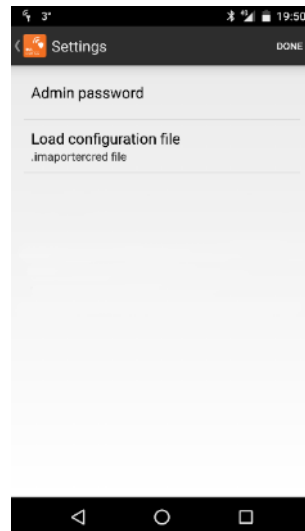 3° 19:50
Settings DONE
Admin password
Load configuration file
.imaportercred file